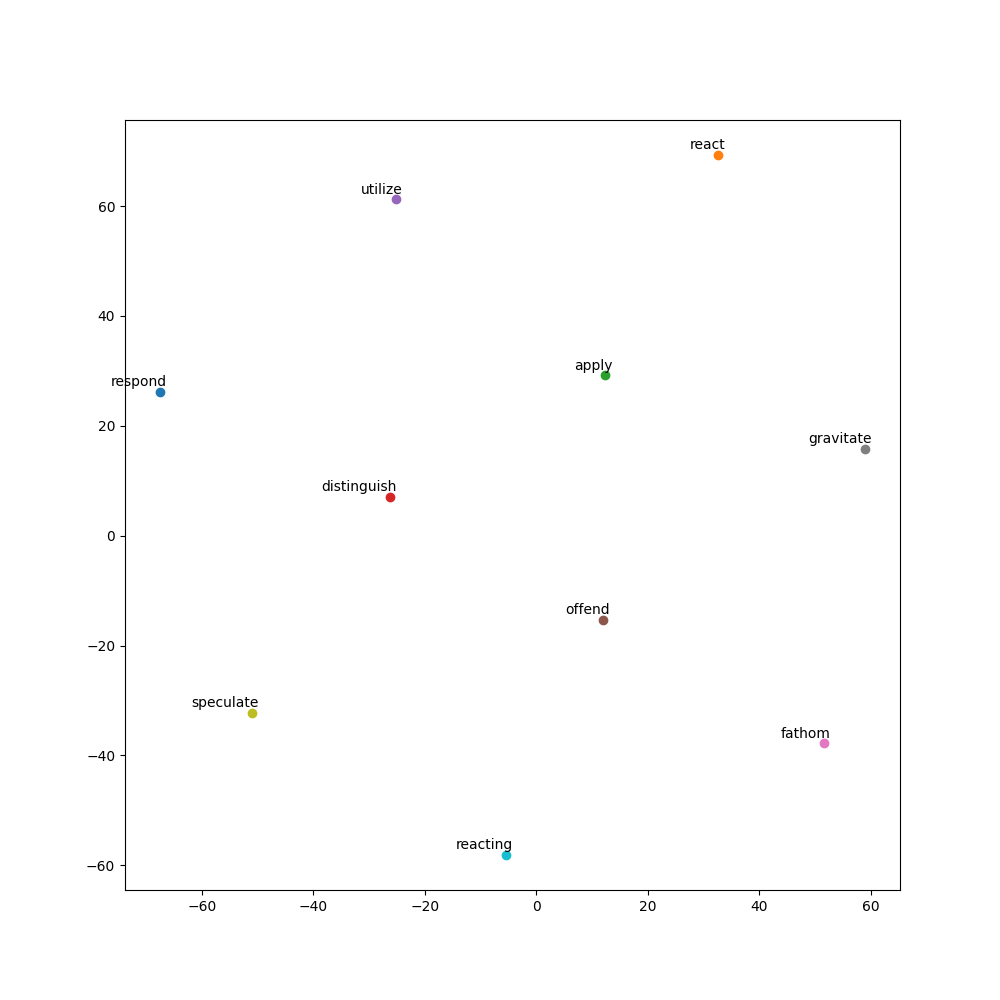 react
utilize
60
40
apply
respond
20
gravitate
distinguish
0
offend
−20
speculate
fathom
−40
reacting
−60
−60 −40 −20 0 20 40 60